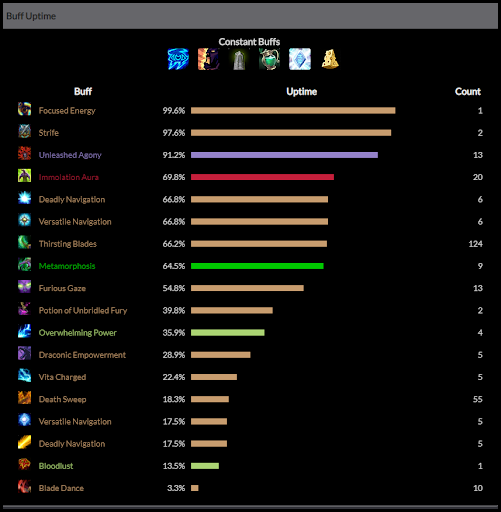 Buff Uptime
Constant Buffs
Buff Uptime Count
Focused Energy 99.6% 1
Strife 97.6% 2
Unleashed Agony 91.2% 13
Immolation Aura 69.8% 20
Deadly Navigation 66.8% 6
Versatile Navigation 66.8% 6
Thirsting Blades 66.2% 124
Metamorphosis 64.5% 9
Furious Gaze 54.8% 13
Potion of Unbridled Fury 39.8% 2
Overwhelming Power 35.9% 4
Draconic Empowerment 28.9% 5
Vita Charged 22.4% 5
Death Sweep 18.3% 55
Versatile Navigation 17.5% 5
Deadly Navigation 17.5% 5
Bloodlust 13.5% 1
Blade Dance 3.3% 10